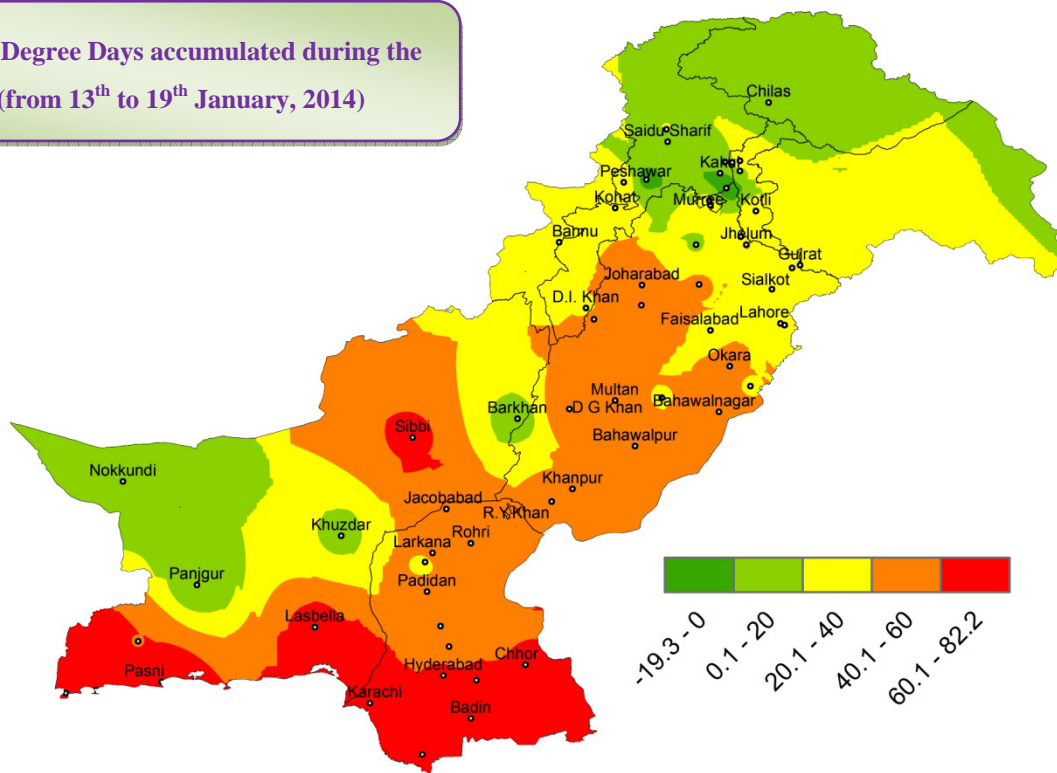 Degree Days accumulated during the
(from 13th to 19th January, 2014)
Chilas
Saidu Sharif
Peshawar
Kohat
Murree
Kotli
Bannu
Jhelum
Gujrat
Joharabad
Sialkot
D.I. Khan
Faisalabad
Lahore
Okara
Multan
Barkhan
D G Khan
Bahawalnagar
Sibbi
Bahawalpur
Nokkundi
Khanpur
Jacobabad
R.Y.Khan
Khuzdar
Rohri
Larkana
Panjgur
Padidan
Lasbella
Hyderabad
Chhor
Pasni
Karachi
Badin
-19.3 - 0
0.1 - 20
20.1 - 40
40.1 - 60
60.1 - 82.2